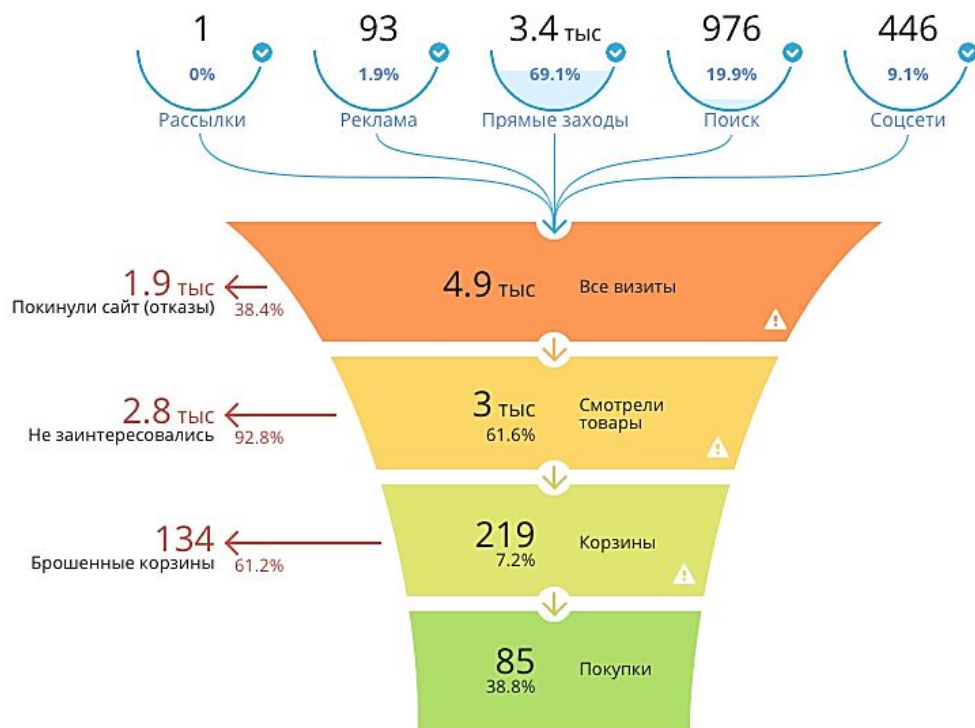 1 93 3.4 тыс 976 446
0% 1.9% 69.1% 19.9% 9.1%
Рассылки Реклама Прямые заходы Поиск Соцсети
1.9 тыс
Покинули сайт (отказы) 38.4%
4.9 тыс Все визиты
2.8 тыс
Не заинтересовались 92.8%
3 тыс
61.6%
Смотрели
товары
134
Брошенные корзины 61.2%
219
7.2%
Корзины
85
38.8%
Покупки